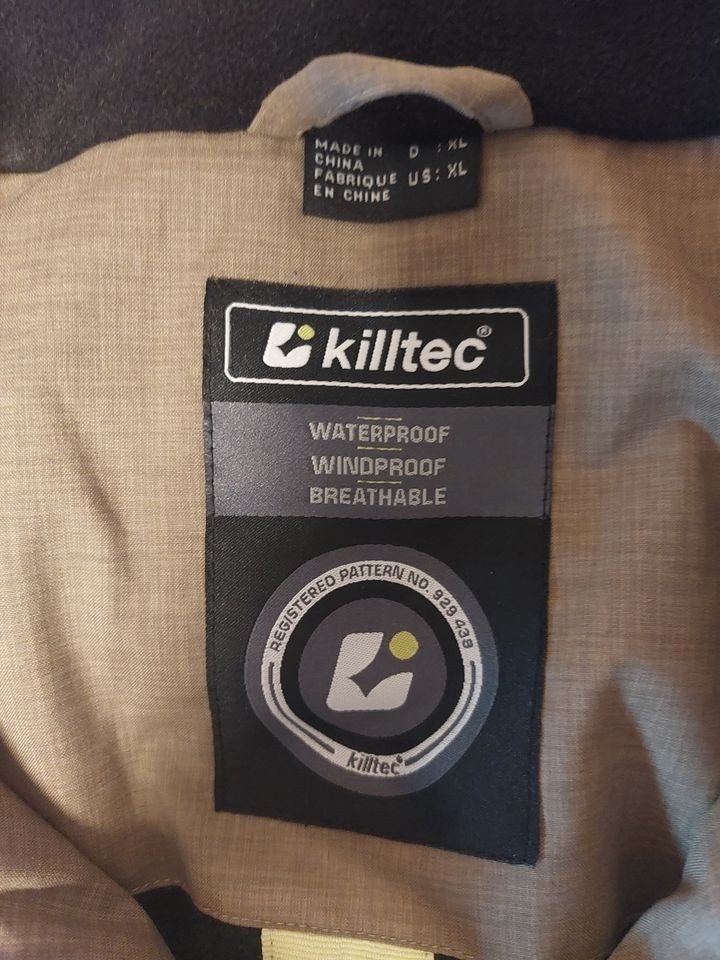 MADE IN
CHINA
FABRIQUE
EN CHINE
D : XL
US: XL
killtec®
WATERPROOF
WINDPROOF
BREATHABLE
REGISTERED PATTERN NO. 929 438
killtec